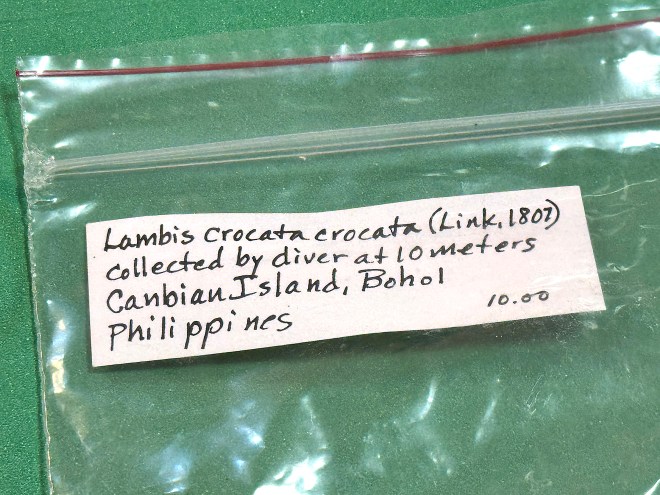 Lambis crocata crocata (Link, 1807)
collected by diver at 10 meters
Canbian Island, Bohol
Philippines
10.00